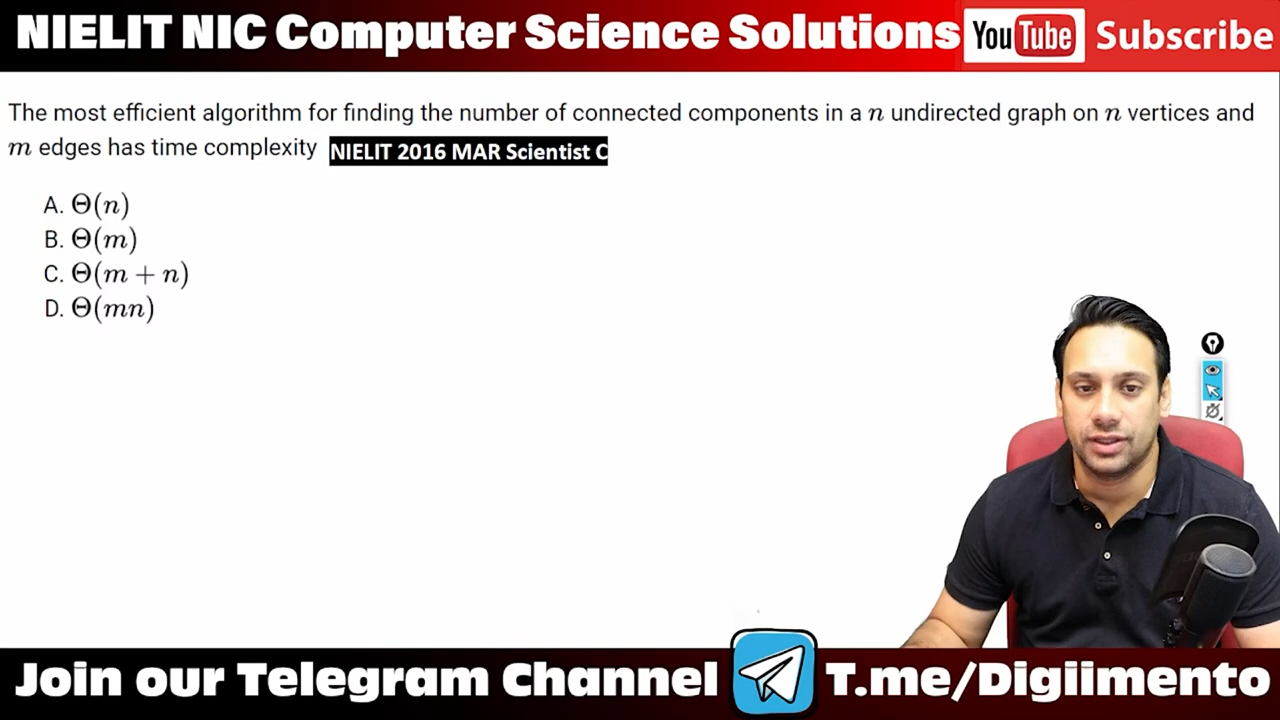 NIELIT NIC Computer Science Solutions YouTube Subscribe
The most efficient algorithm for finding the number of connected components in a n undirected graph on n vertices and
m edges has time complexity NIELIT 2016 MAR Scientist C
A. Θ(n)
B. Θ(m)
C. Θ(m + n)
D. Θ(mn)
Join our Telegram Channel T.me/Digiimento